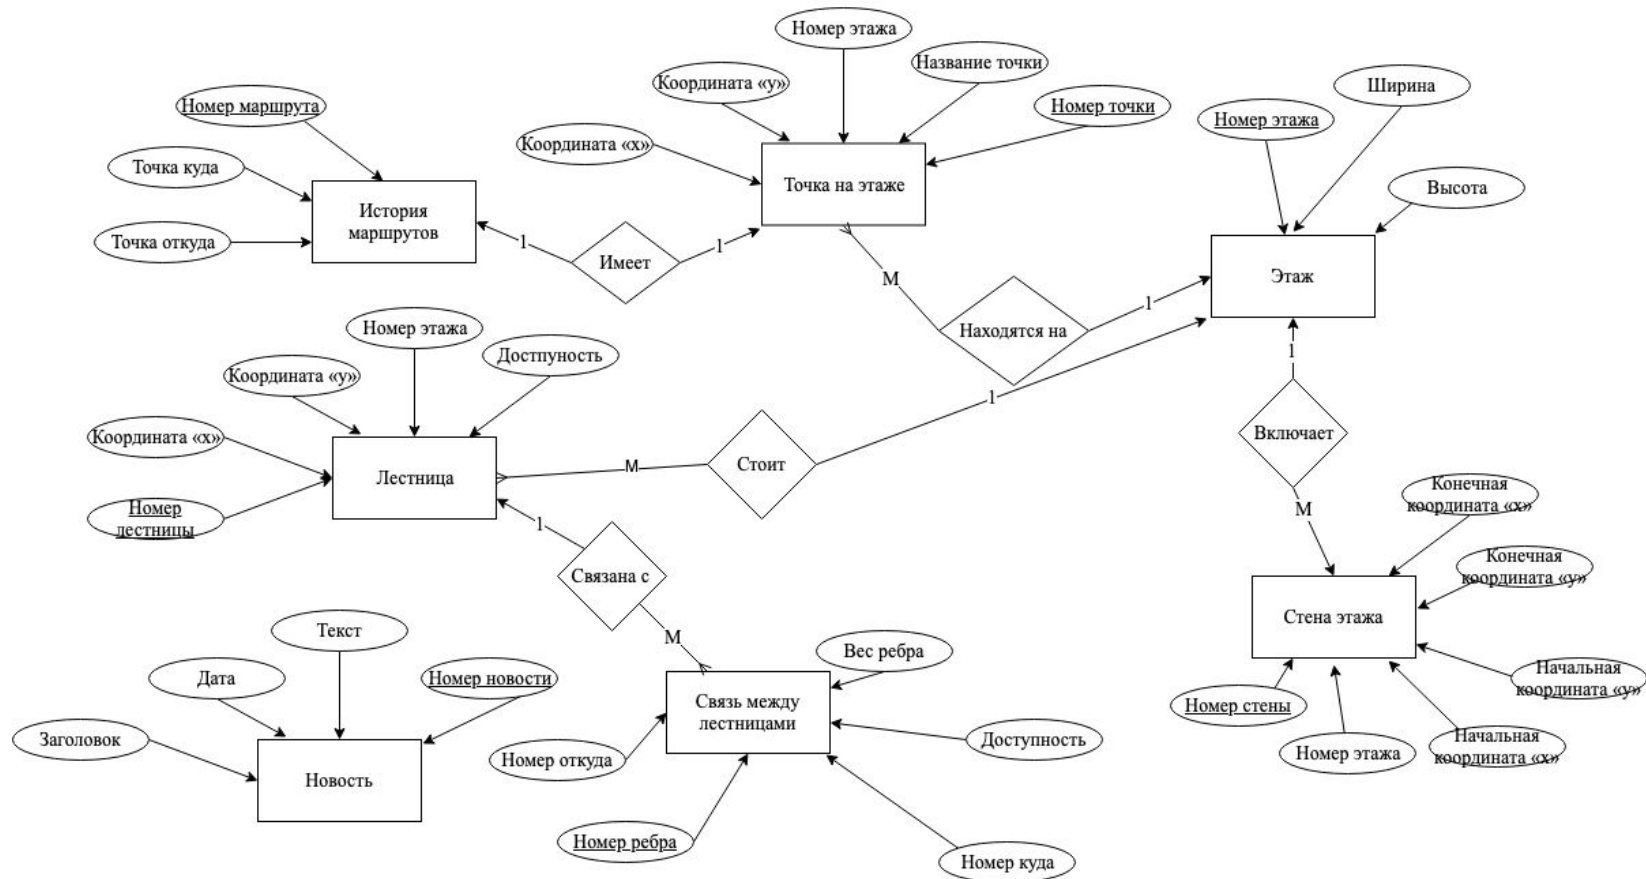 Номер этажа
Название точки
Координата «y»
Номер точки
Координата «x»
Точка на этаже
Номер маршрута
Точка куда
Точка откуда
История
маршрутов
1
Имеет
1
Ширина
Номер этажа
Высота
Этаж
М
Находятся на
1
Номер этажа
Достпуность
Координата «y»
Координата «x»
Номер
лестницы
Лестница
М
Стоит
1
1
Включает
М
1
Связана с
М
Конечная
координата «x»
Конечная
координата «y»
Стена этажа
Начальная
координата «y»
Номер стены
Начальная
координата «x»
Номер этажа
Текст
Дата
Номер новости
Заголовок
Новость
Вес ребра
Связь между
лестницами
Доступность
Номер откуда
Номер ребра
Номер куда